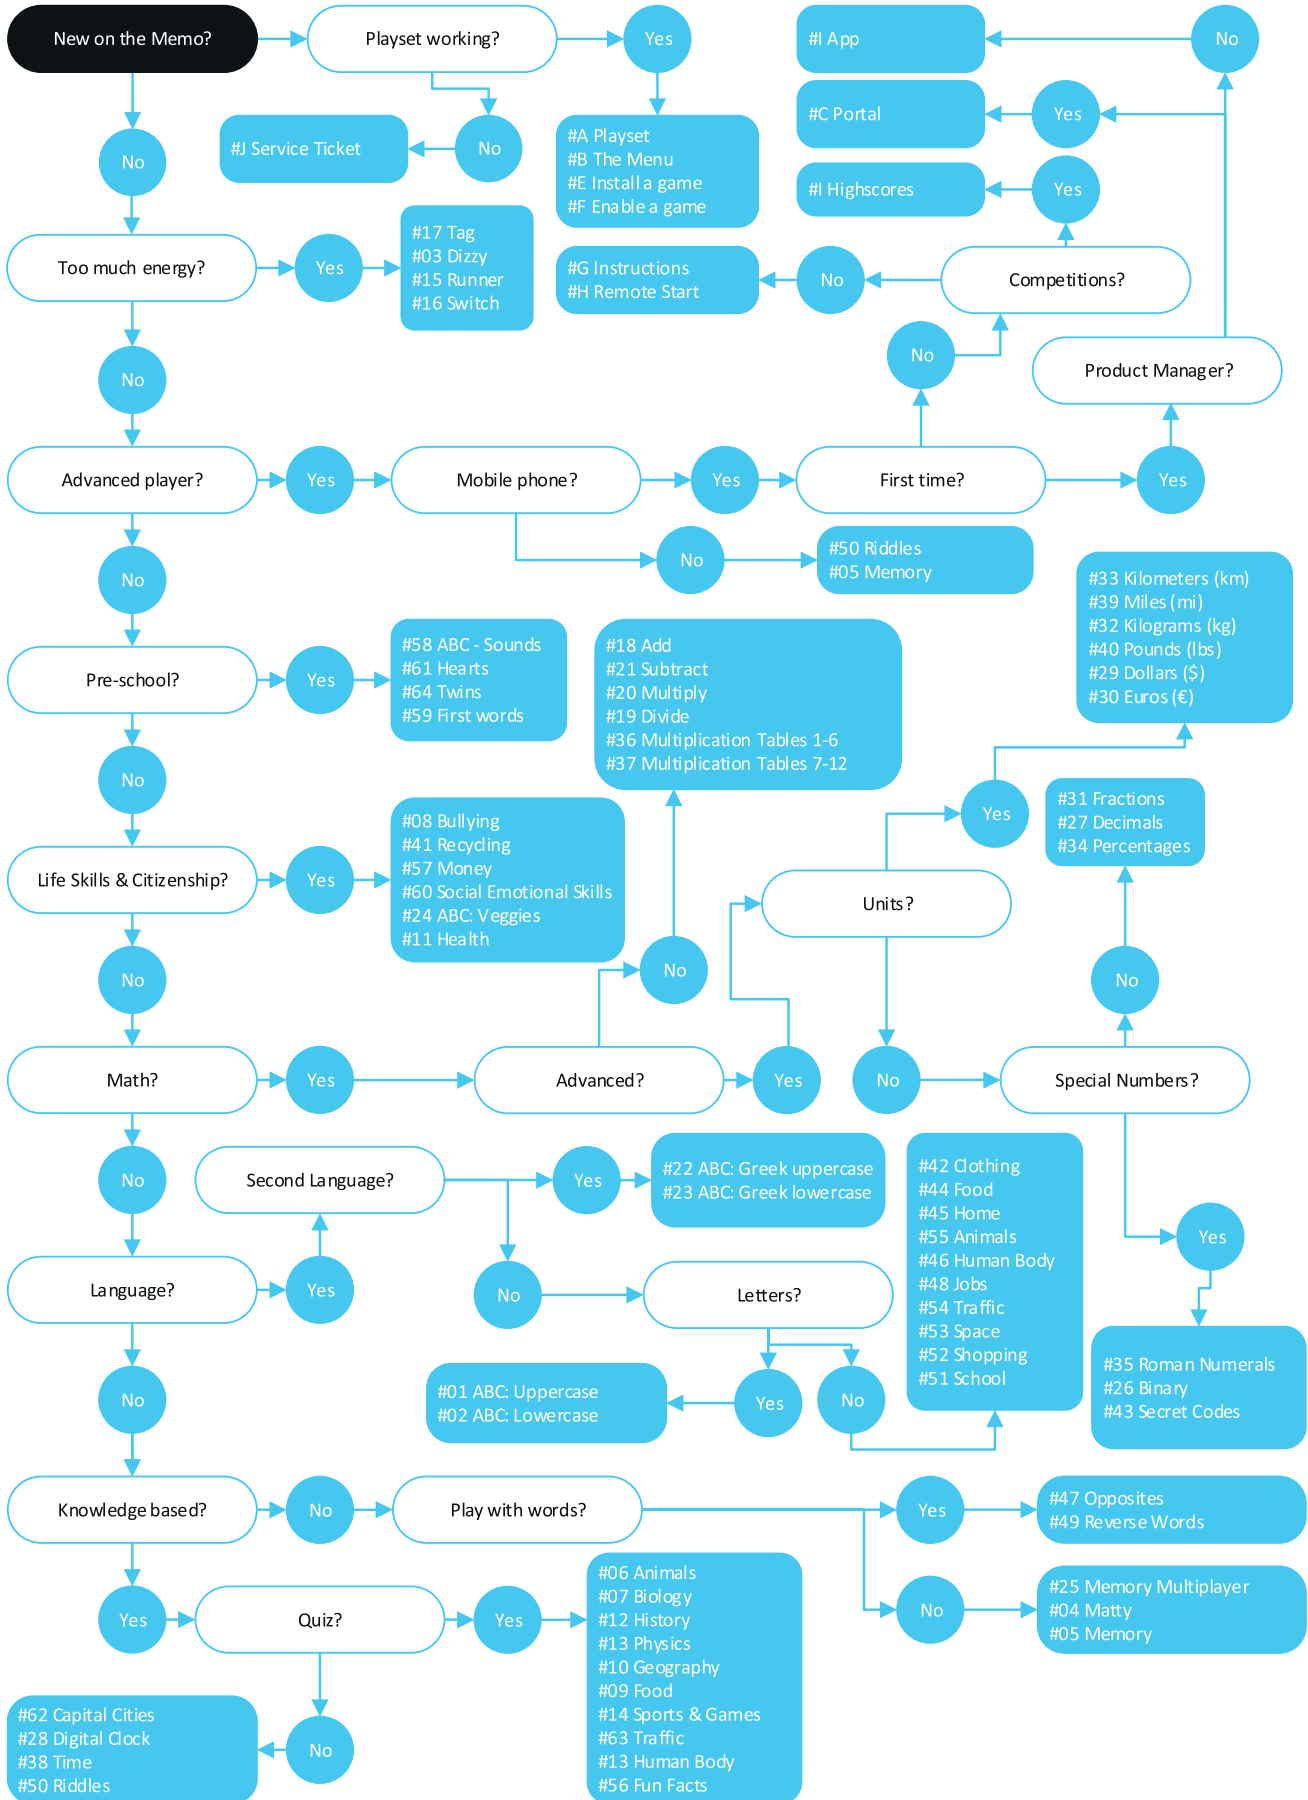 New on the Memo?
Playset working?
Yes
#I App
No
#C Portal
Yes
No
#J Service Ticket
No
#A Playset
#B The Menu
#E Install a game
#F Enable a game
#I Highscores
Yes
Too much energy?
Yes
#17 Tag
#03 Dizzy
#15 Runner
#16 Switch
#G Instructions
#H Remote Start
No
Competitions?
No
Product Manager?
No
Advanced player?
Yes
Mobile phone?
Yes
First time?
Yes
No
#50 Riddles
#05 Memory
No
#33 Kilometers (km)
#39 Miles (mi)
#32 Kilograms (kg)
#40 Pounds (lbs)
#29 Dollars ($)
#30 Euros (€)
Pre-school?
Yes
#58 ABC - Sounds
#61 Hearts
#64 Twins
#59 First words
#18 Add
#21 Subtract
#20 Multiply
#19 Divide
#36 Multiplication Tables 1-6
#37 Multiplication Tables 7-12
No
Yes
#31 Fractions
#27 Decimals
#34 Percentages
Life Skills & Citizenship?
Yes
#08 Bullying
#41 Recycling
#57 Money
#60 Social Emotional Skills
#24 ABC: Veggies
#11 Health
Units?
No
No
No
Math?
Yes
Advanced?
Yes
No
Special Numbers?
No
Second Language?
Yes
#22 ABC: Greek uppercase
#23 ABC: Greek lowercase
#42 Clothing
#44 Food
#45 Home
#55 Animals
#46 Human Body
#48 Jobs
#54 Traffic
#53 Space
#52 Shopping
#51 School
Yes
Language?
Yes
No
Letters?
#35 Roman Numerals
#26 Binary
#43 Secret Codes
No
#01 ABC: Uppercase
#02 ABC: Lowercase
Yes
No
Knowledge based?
No
Play with words?
Yes
#47 Opposites
#49 Reverse Words
Yes
Quiz?
Yes
#06 Animals
#07 Biology
#12 History
#13 Physics
#10 Geography
#09 Food
#14 Sports & Games
#63 Traffic
#13 Human Body
#56 Fun Facts
No
#25 Memory Multiplayer
#04 Matty
#05 Memory
#62 Capital Cities
#28 Digital Clock
#38 Time
#50 Riddles
No